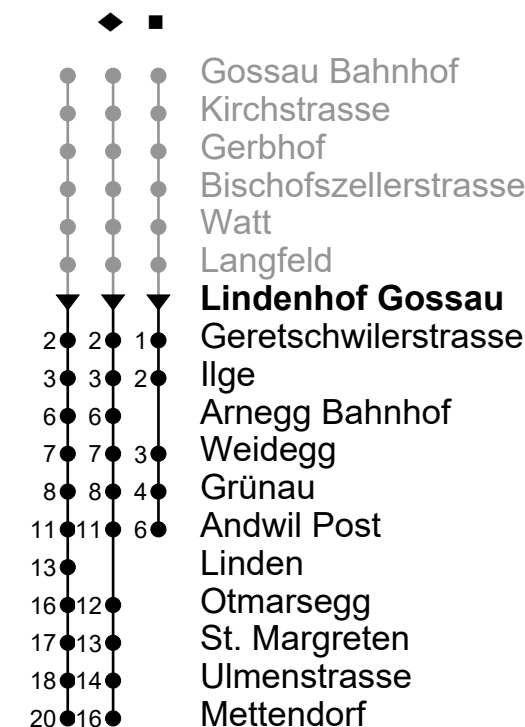 ◆ ■
Gossau Bahnhof
Kirchstrasse
Gerbhof
Bischofszellerstrasse
Watt
Langfeld
Lindenhof Gossau
2 2 1 Geretschwilerstrasse
3 3 2 Ilge
6 6 Arnegg Bahnhof
7 7 3 Weidegg
8 8 4 Grünau
11 11 6 Andwil Post
13 Linden
16 12 Otmarsegg
17 13 St. Margreten
18 14 Ulmenstrasse
20 16 Mettendorf